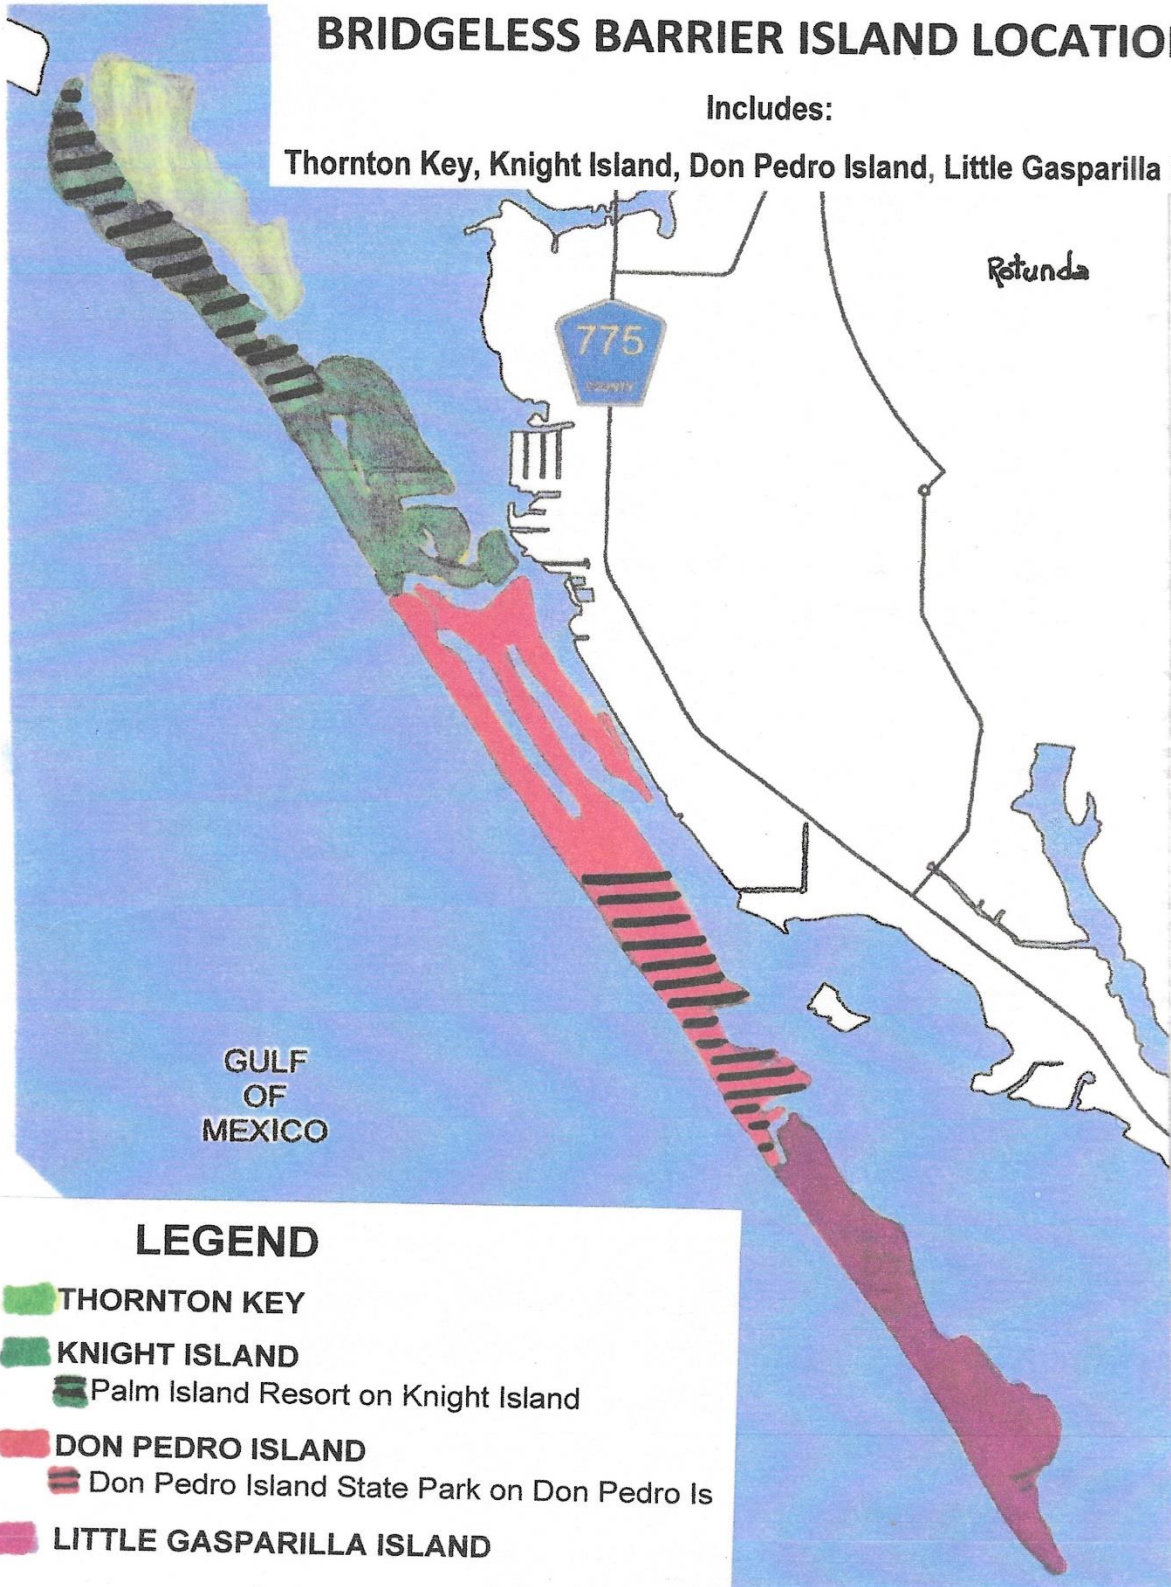 BRIDGELESS BARRIER ISLAND LOCATIO
Includes:
Thornton Key, Knight Island, Don Pedro Island, Little Gasparilla
Rotunda
775
COUNTY
GULF
OF
MEXICO
LEGEND
THORNTON KEY
KNIGHT ISLAND
Palm Island Resort on Knight Island
DON PEDRO ISLAND
Don Pedro Island State Park on Don Pedro Is
LITTLE GASPARILLA ISLAND